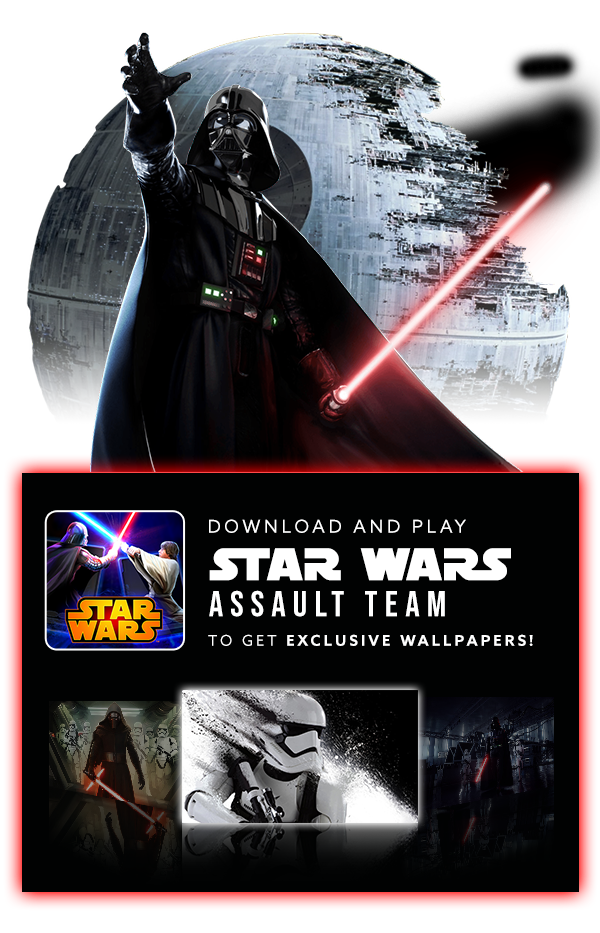 DOWNLOAD AND PLAY
STAR WARS
ASSAULT TEAM
STAR
WARS
TO GET EXCLUSIVE WALLPAPERS!